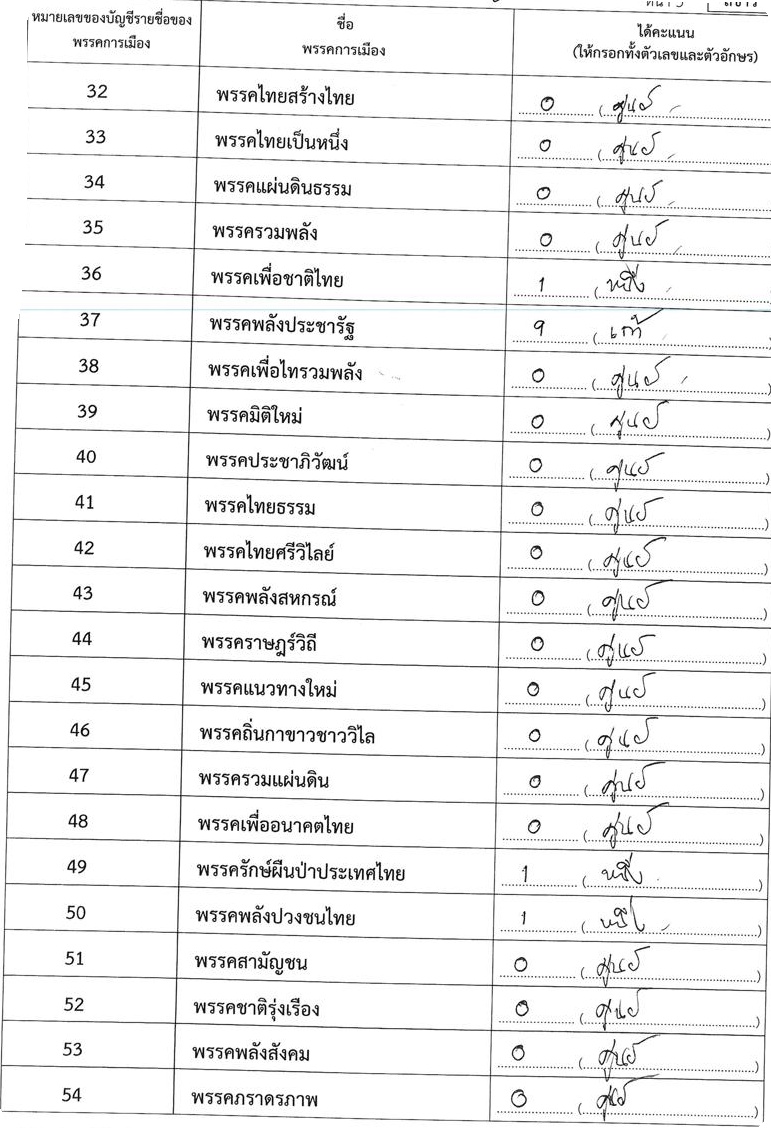 หมายเลขของบัญชีรายชื่อของ
พรรคการเมือง
ชื่อ
พรรคการเมือง
ได้คะแนน
(ให้กรอกทั้งตัวเลขและตัวอักษร)
32 พรรคไทยสร้างไทย 0 (ศูนย์
33 พรรคไทยเป็นหนึ่ง 0 (ศูนย์
34 พรรคแผ่นดินธรรม 0 (ศูนย์
35 พรรครวมพลัง 0 (ศูนย์
36 พรรคเพื่อชาติไทย 1 (หนึ่ง
37 พรรคพลังประชารัฐ 9 (เก้า
38 พรรคเพื่อไทรวมพลัง 0 (ศูนย์)
39 พรรคมิติใหม่ 0 (ศูนย์)
40 พรรคประชาภิวัฒน์ 0 (ศูนย์)
41 พรรคไทยธรรม 0 (ศูนย์)
42 พรรคไทยศรีวิไลย์ 0 (ศูนย์)
43 พรรคพลังสหกรณ์ 0 (ศูนย์)
44 พรรคราษฎร์วิถี 0 (ศูนย์)
45 พรรคแนวทางใหม่ 0 (ศูนย์)
46 พรรคถิ่นกาขาวชาววิไล 0 (ศูนย์)
47 พรรครวมแผ่นดิน 0 (ศูนย์)
48 พรรคเพื่ออนาคตไทย 0 (ศูนย์)
49 พรรครักษ์ผืนป่าประเทศไทย 1 (หนึ่ง)
50 พรรคพลังปวงชนไทย 1 (หนึ่ง)
51 พรรคสามัญชน 0 (ศูนย์)
52 พรรคชาติรุ่งเรือง 0 (ศูนย์)
53 พรรคพลังสังคม 0 (ศูนย์)
54 พรรคภราดรภาพ 0 (ศูนย์)